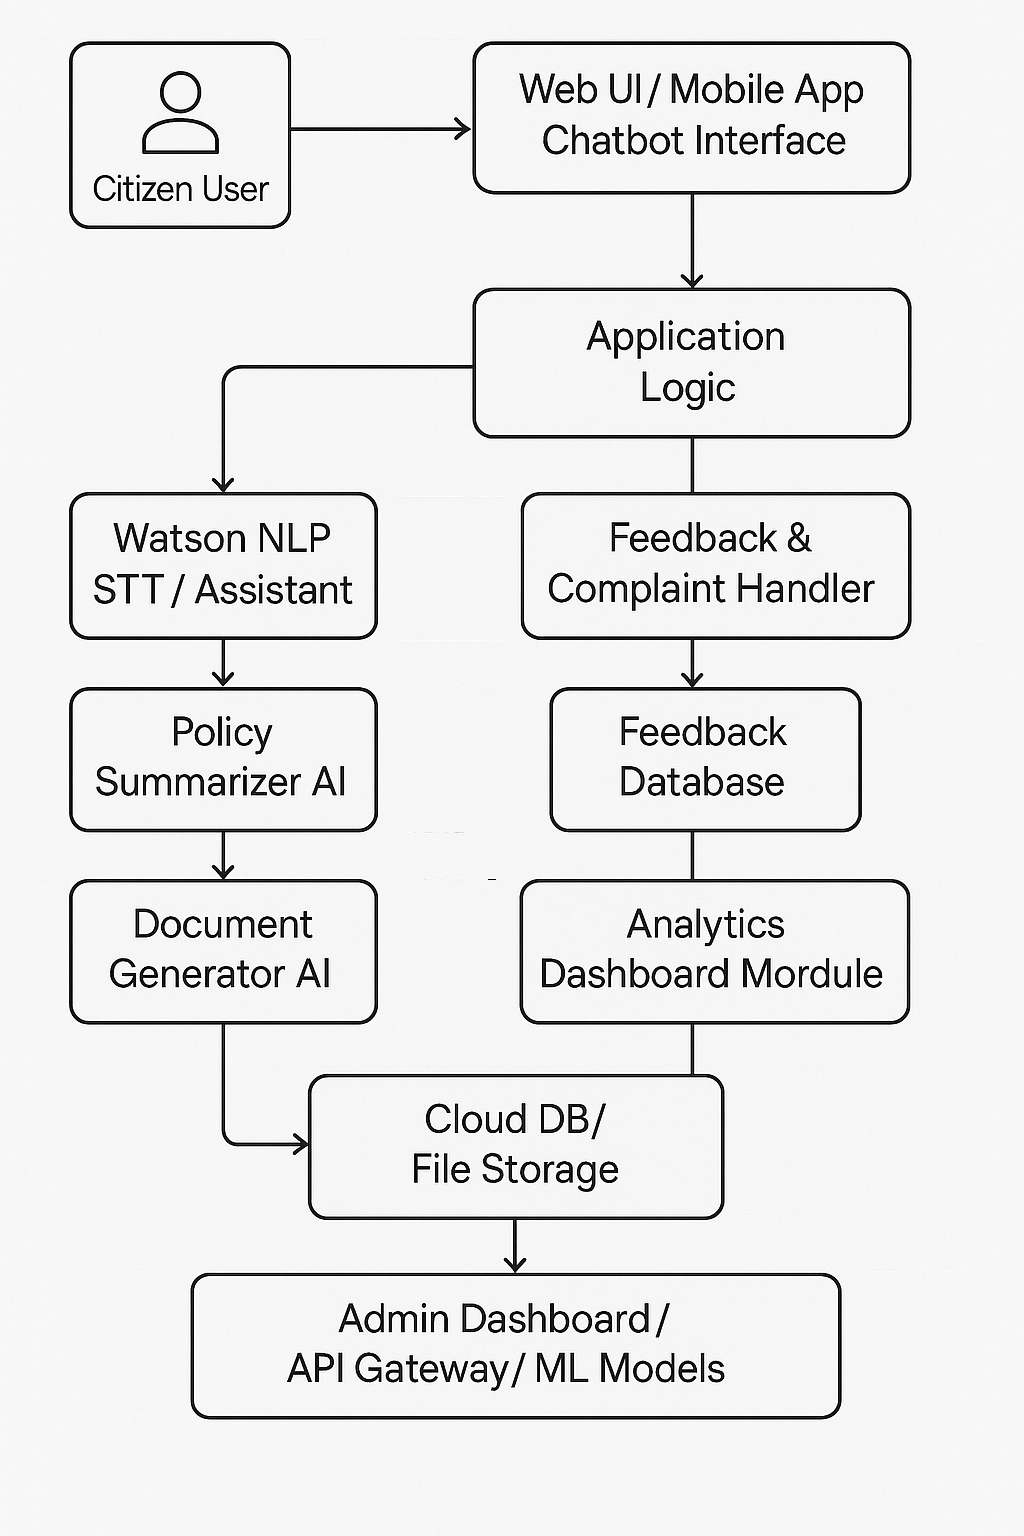 Citizen User
Web UI / Mobile App
Chatbot Interface
Application
Logic
Watson NLP
STT / Assistant
Feedback &
Complaint Handler
Policy
Summarizer AI
Feedback
Database
Document
Generator AI
Analytics
Dashboard Mordule
Cloud DB/
File Storage
Admin Dashboard /
API Gateway / ML Models